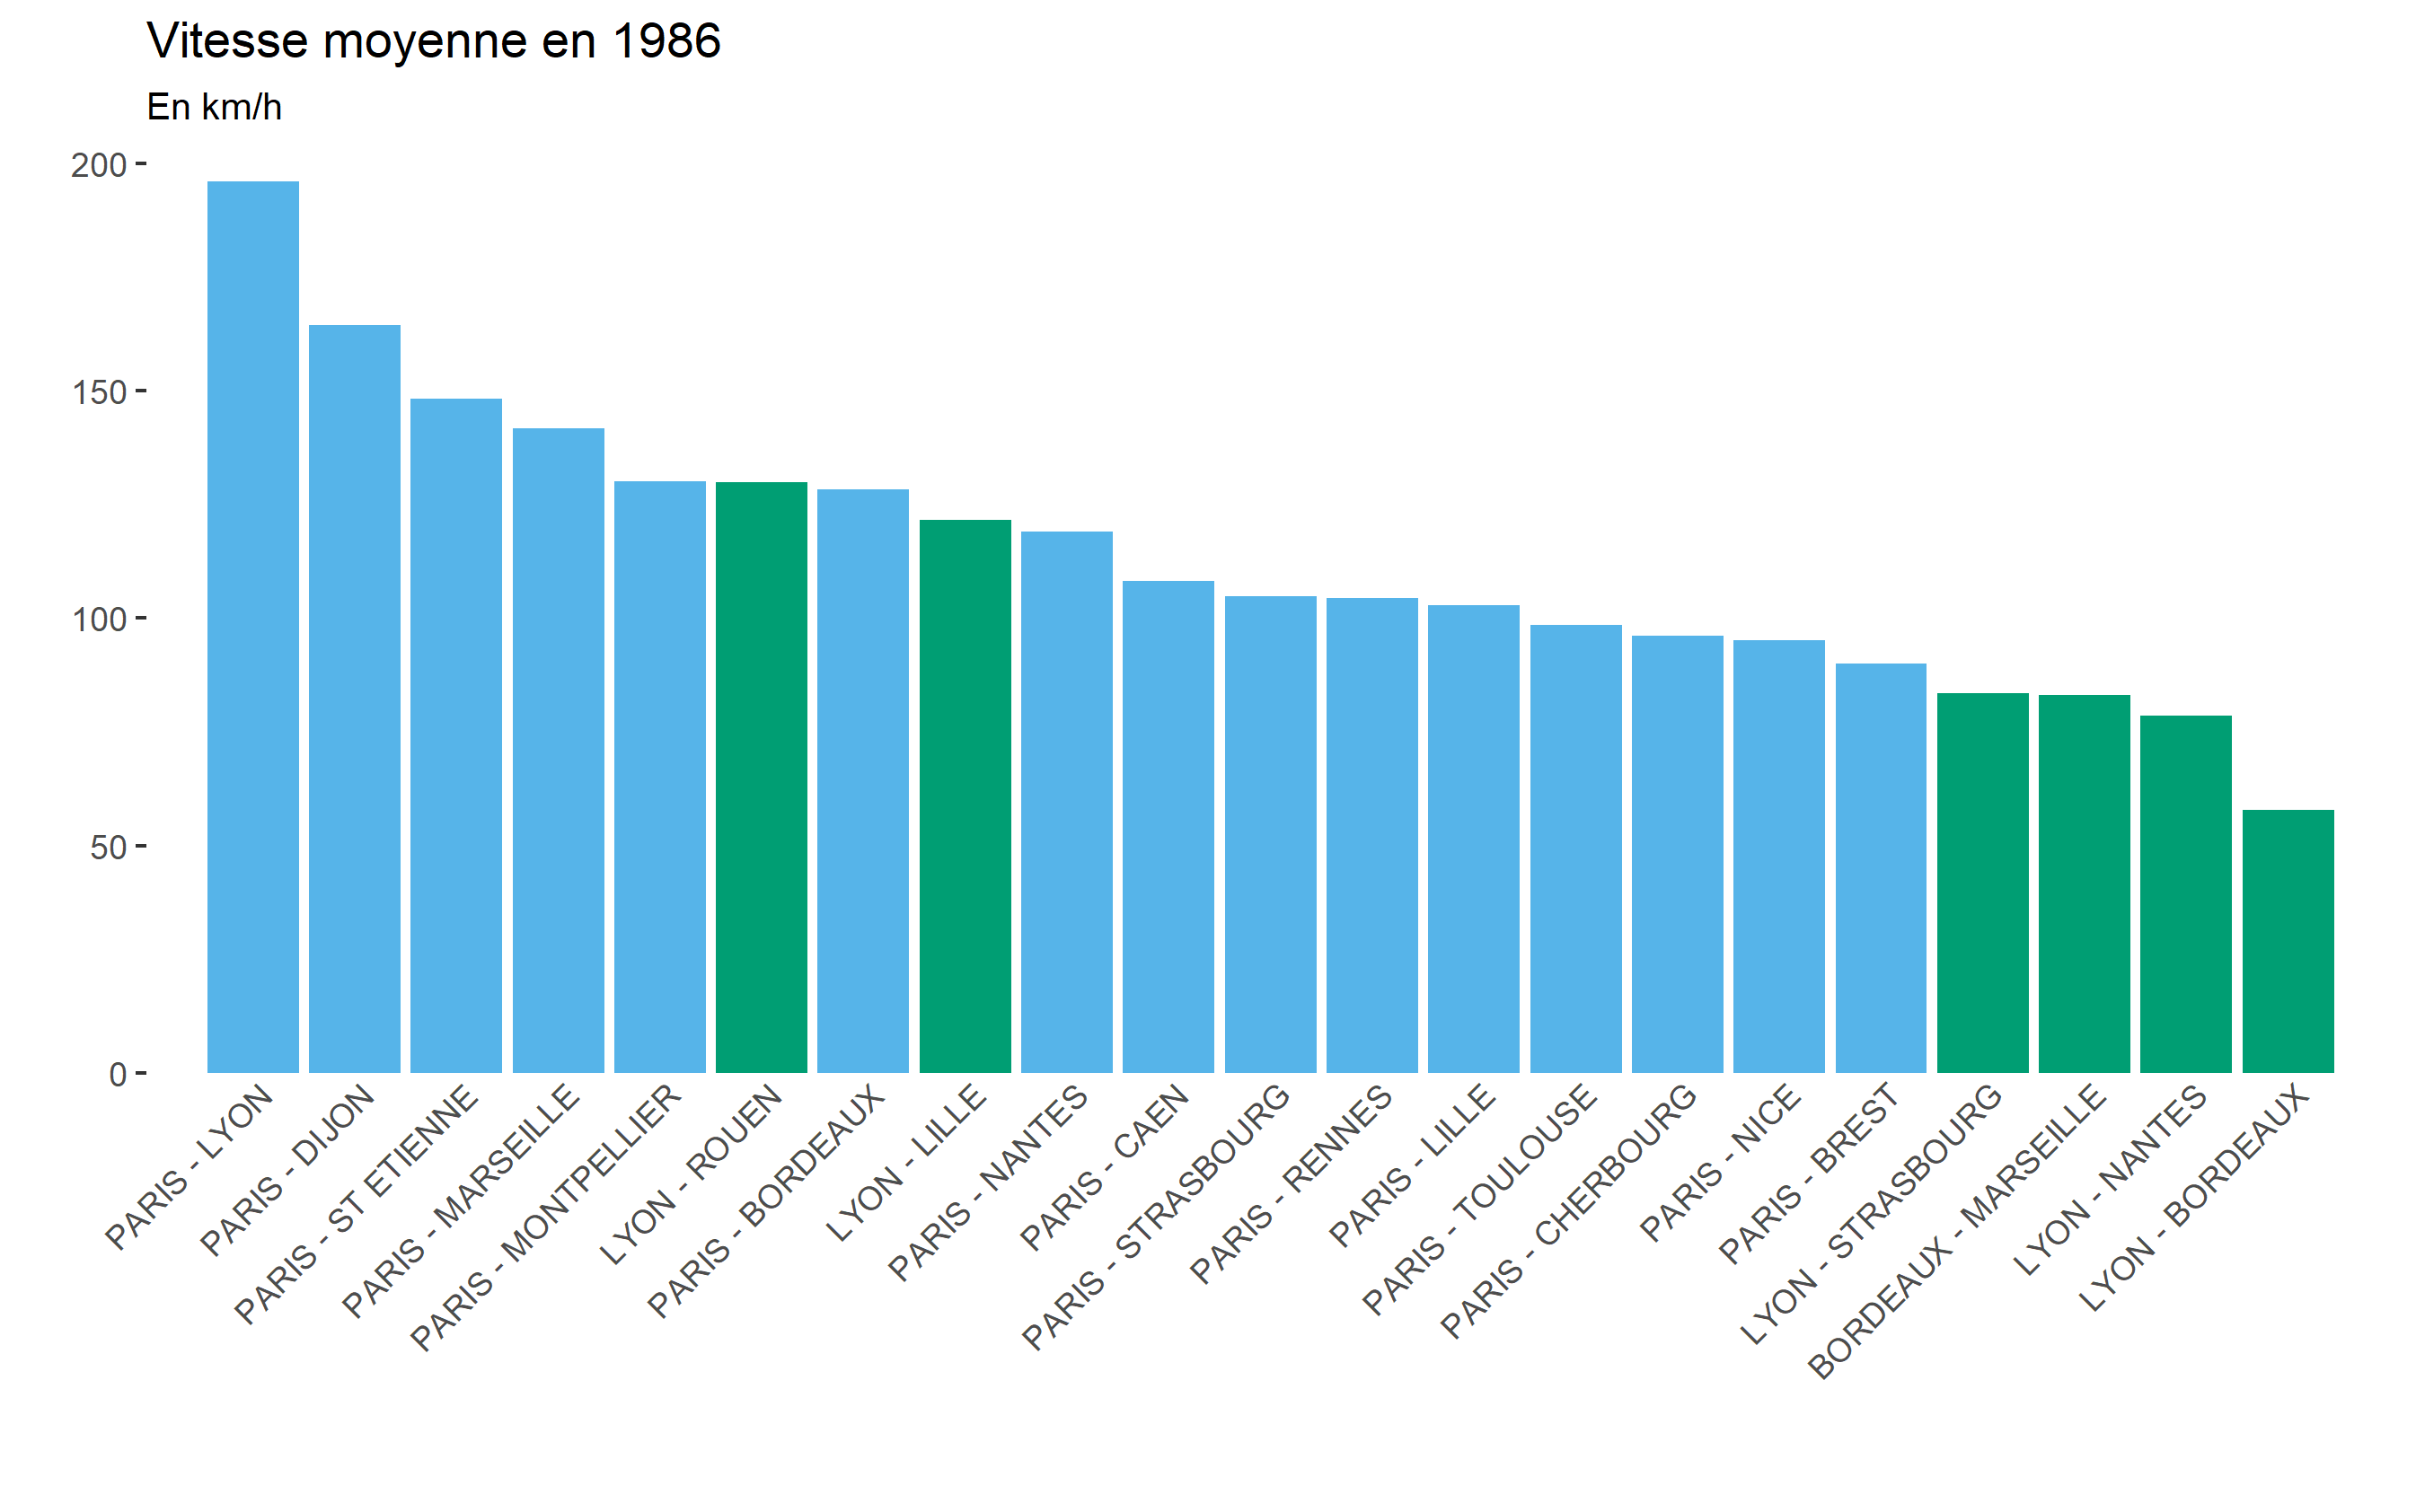 Vitesse moyenne en 1986
En km/h
200
150
100
50
0
PARIS - LYON
PARIS - DIJON
PARIS - ST ETIENNE
PARIS - MARSEILLE
PARIS - MONTPELLIER
LYON - ROUEN
PARIS - BORDEAUX
LYON - LILLE
PARIS - NANTES
PARIS - CAEN
PARIS - STRASBOURG
PARIS - RENNES
PARIS - LILLE
PARIS - TOULOUSE
PARIS - CHERBOURG
PARIS - NICE
PARIS - BREST
LYON - STRASBOURG
BORDEAUX - MARSEILLE
LYON - NANTES
LYON - BORDEAUX